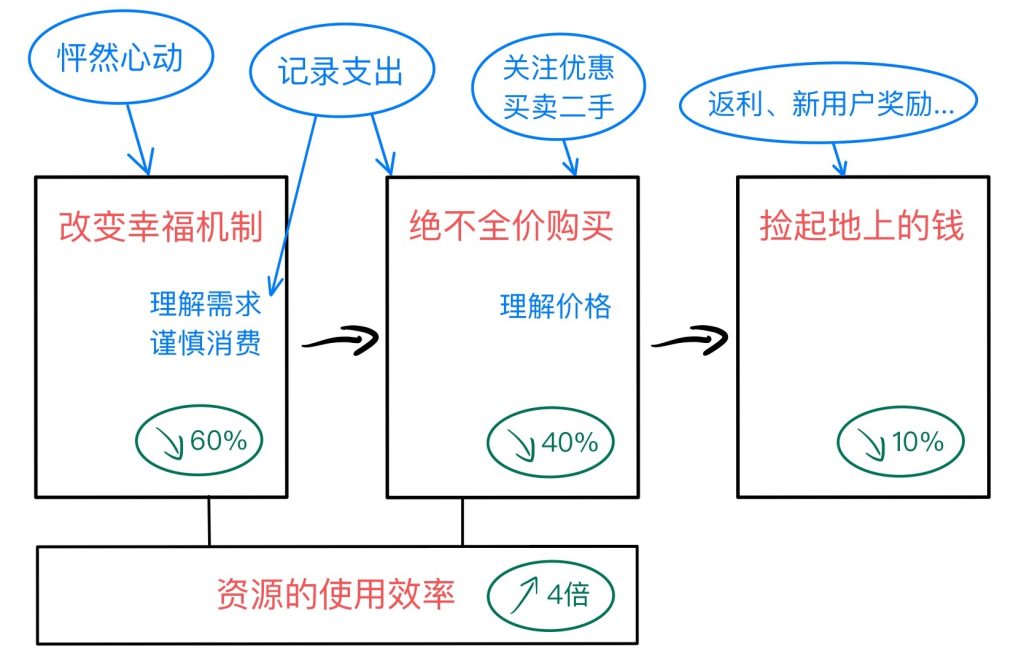 怦然心动
记录支出
关注优惠
买卖二手
返利、新用户奖励...
改变幸福机制
绝不全价购买
捡起地上的钱
理解需求
谨慎消费
理解价格
60%
40%
10%
资源的使用效率
4倍